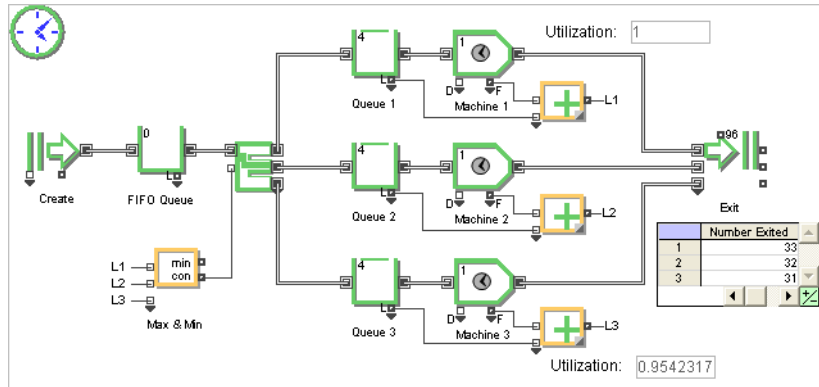 Utilization: 1
4
1
L
D F
Queue 1
Machine 1
L1
0
L
Create
FIFO Queue
4
1
L
D F
Queue 2
Machine 2
L2
96
Exit
Number Exited
1 33
2 32
3 31
L1
L2
L3
min
con
Max & Min
4
1
L
D F
Queue 3
Machine 3
L3
Utilization: 0.9542317